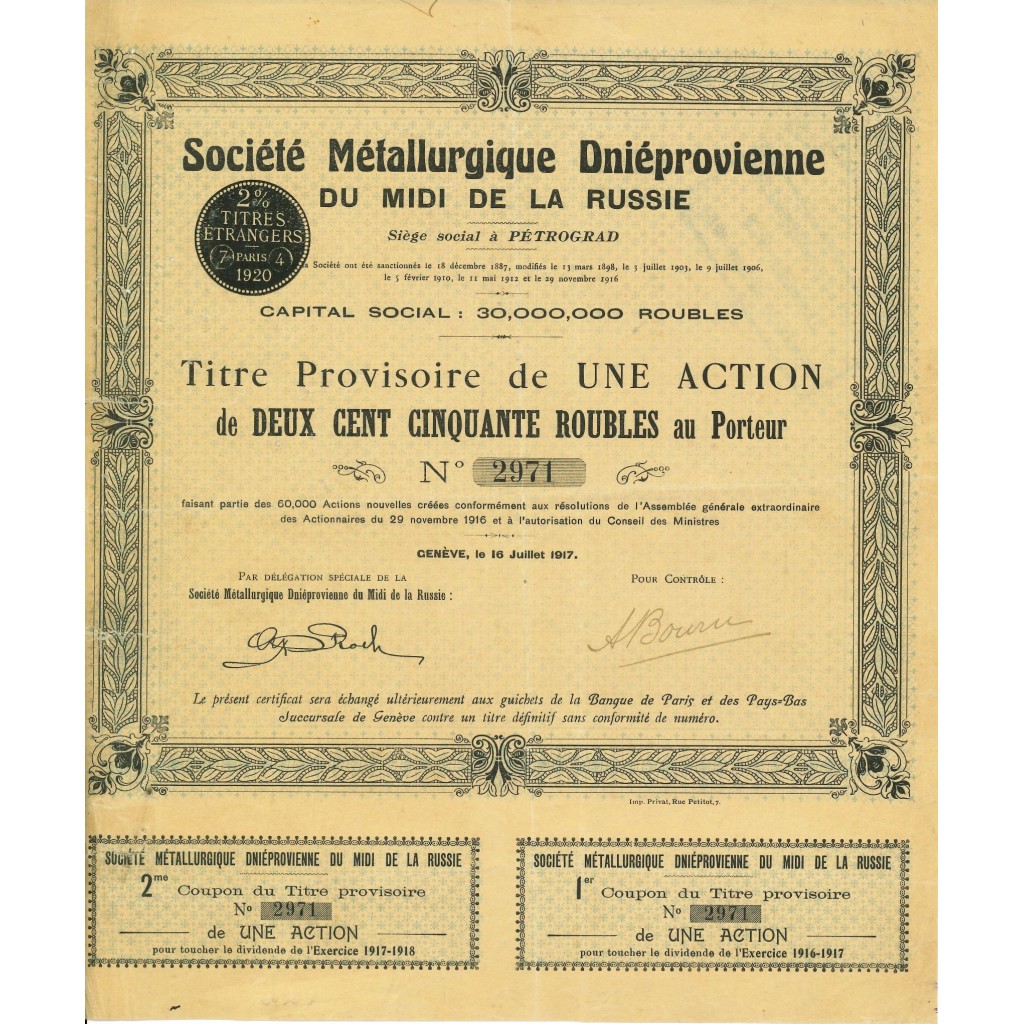 Société Métallurgique Dniéprovienne
DU MIDI DE LA RUSSIE
2%
TITRES
ÉTRANGERS
7 PARIS 4
1920
Siège social à PÉTROGRAD
a Société ont été sanctionnés le 18 décembre 1887, modifiés le 13 mars 1898, le 3 juillet 1903, le 9 juillet 1906,
le 5 février 1910, le 11 mai 1912 et le 29 novembre 1916
CAPITAL SOCIAL : 30,000,000 ROUBLES
Titre Provisoire de UNE ACTION
de DEUX CENT CINQUANTE ROUBLES au Porteur
N° 2971
faisant partie des 60,000 Actions nouvelles créées conformément aux résolutions de l'Assemblée générale extraordinaire
des Actionnaires du 29 novembre 1916 et à l'autorisation du Conseil des Ministres
GENÈVE, le 16 Juillet 1917.
PAR DÉLÉGATION SPÉCIALE DE LA
Société Métallurgique Dniéprovienne du Midi de la Russie :
POUR CONTRÔLE :
Le présent certificat sera échangé ultérieurement aux guichets de la Banque de Paris et des Pays-Bas
Succursale de Genève contre un titre définitif sans conformité de numéro.
Imp. Privat, Rue Petitot, 7.
SOCIÉTÉ MÉTALLURGIQUE DNIÉPROVIENNE DU MIDI DE LA RUSSIE
2me Coupon du Titre provisoire
No 2971
de UNE ACTION
pour toucher le dividende de l'Exercice 1917-1918
SOCIÉTÉ MÉTALLURGIQUE DNIÉPROVIENNE DU MIDI DE LA RUSSIE
1er Coupon du Titre provisoire
No 2971
de UNE ACTION
pour toucher le dividende de l'Exercice 1916-1917